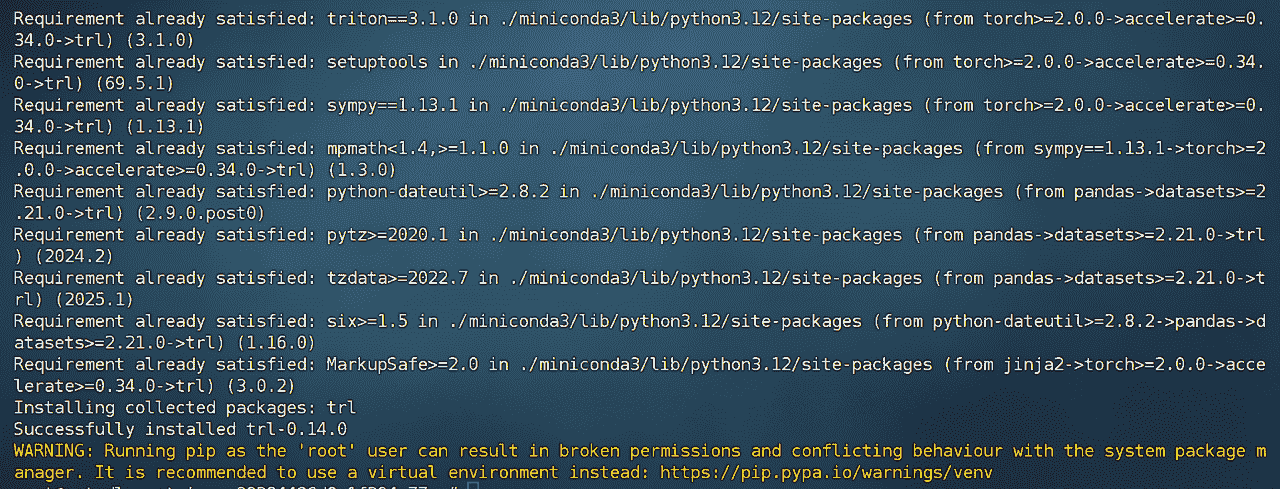 Requirement already satisfied: triton==3.1.0 in ./miniconda3/lib/python3.12/site-packages (from torch>=2.0.0->accelerate>=0.
34.0->trl) (3.1.0)
Requirement already satisfied: setuptools in ./miniconda3/lib/python3.12/site-packages (from torch>=2.0.0->accelerate>=0.34.
0->trl) (69.5.1)
Requirement already satisfied: sympy==1.13.1 in ./miniconda3/lib/python3.12/site-packages (from torch>=2.0.0->accelerate>=0.
34.0->trl) (1.13.1)
Requirement already satisfied: mpmath<1.4,>=1.1.0 in ./miniconda3/lib/python3.12/site-packages (from sympy==1.13.1->torch>=2
.0.0->accelerate>=0.34.0->trl) (1.3.0)
Requirement already satisfied: python-dateutil>=2.8.2 in ./miniconda3/lib/python3.12/site-packages (from pandas->datasets>=2
.21.0->trl) (2.9.0.post0)
Requirement already satisfied: pytz>=2020.1 in ./miniconda3/lib/python3.12/site-packages (from pandas->datasets>=2.21.0->trl
) (2024.2)
Requirement already satisfied: tzdata>=2022.7 in ./miniconda3/lib/python3.12/site-packages (from pandas->datasets>=2.21.0->t
rl) (2025.1)
Requirement already satisfied: six>=1.5 in ./miniconda3/lib/python3.12/site-packages (from python-dateutil>=2.8.2->pandas->d
atasets>=2.21.0->trl) (1.16.0)
Requirement already satisfied: MarkupSafe>=2.0 in ./miniconda3/lib/python3.12/site-packages (from jinja2->torch>=2.0.0->acce
lerate>=0.34.0->trl) (3.0.2)
Installing collected packages: trl
Successfully installed trl-0.14.0
WARNING: Running pip as the 'root' user can result in broken permissions and conflicting behaviour with the system package m
anager. It is recommended to use a virtual environment instead: https://pip.pypa.io/warnings/venv